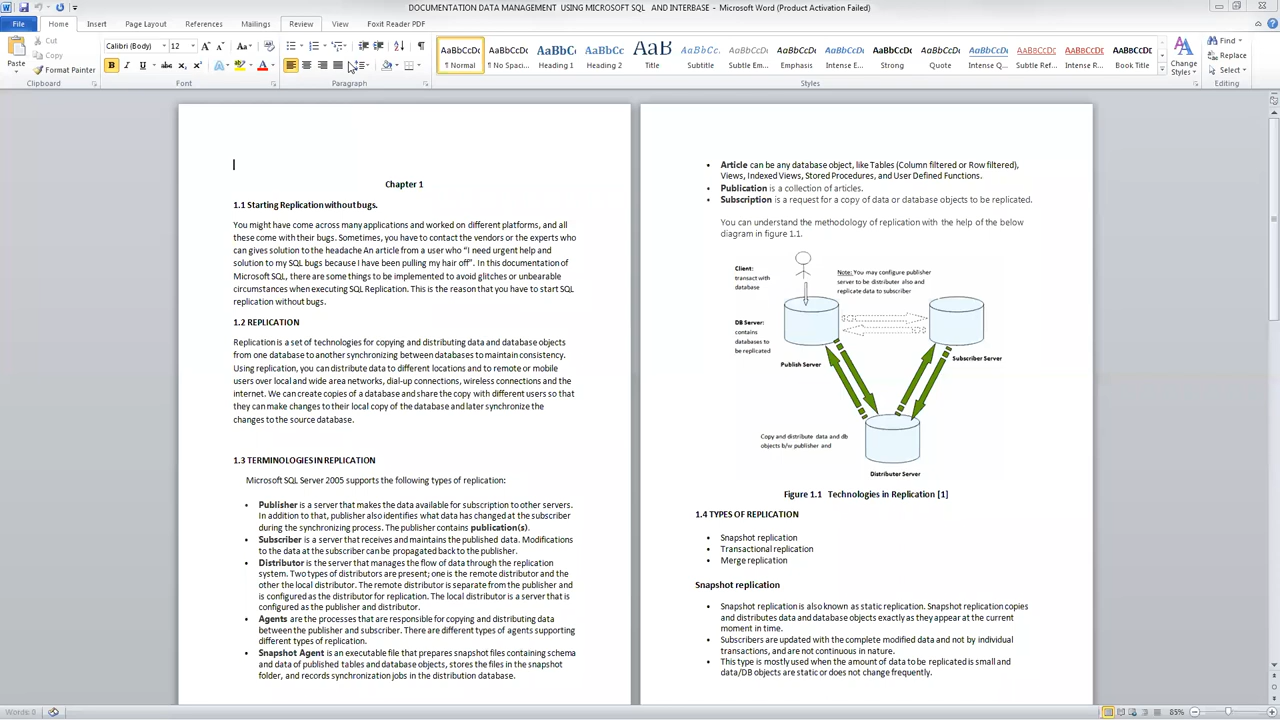 DOCUMENTATION DATA MANAGEMENT USING MICROSOFT SQL AND INTERBASE - Microsoft Word (Product Activation Failed)
File Home Insert Page Layout References Mailings Review View Foxit Reader PDF
Paste
Cut
Copy
Format Painter
Clipboard
Calibri (Body) 12
Font
Paragraph
AaBbCcDc AaBbCcDc AaBbC AaBbCc AaB AaBbCc. AaBbCcDc AaBbCcDc AaBbCcDc AaBbCcDc AaBbCcDc AaBbCcDc AaBbCcDc AaBbCcDc AaBbCcDc
¶ Normal ¶ No Spaci... Heading 1 Heading 2 Title Subtitle Subtle Em... Emphasis Intense E... Strong Quote Intense Q... Subtle Ref... Intense R... Book Title
Styles
Change
Styles
Find
Replace
Select
Editing
Chapter 1
1.1 Starting Replication without bugs.
You might have come across many applications and worked on different platforms, and all
these come with their bugs. Sometimes, you have to contact the vendors or the experts who
can gives solution to the headache An article from a user who “I need urgent help and
solution to my SQL bugs because I have been pulling my hair off”. In this documentation of
Microsoft SQL, there are some things to be implemented to avoid glitches or unbearable
circumstances when executing SQL Replication. This is the reason that you have to start SQL
replication without bugs.
1.2 REPLICATION
Replication is a set of technologies for copying and distributing data and database objects
from one database to another synchronizing between databases to maintain consistency.
Using replication, you can distribute data to different locations and to remote or mobile
users over local and wide area networks, dial-up connections, wireless connections and the
internet. We can create copies of a database and share the copy with different users so that
they can make changes to their local copy of the database and later synchronize the
changes to the source database.
1.3 TERMINOLOGIES IN REPLICATION
Microsoft SQL Server 2005 supports the following types of replication:
• Publisher is a server that makes the data available for subscription to other servers.
In addition to that, publisher also identifies what data has changed at the subscriber
during the synchronizing process. The publisher contains publication(s).
• Subscriber is a server that receives and maintains the published data. Modifications
to the data at the subscriber can be propagated back to the publisher.
• Distributor is the server that manages the flow of data through the replication
system. Two types of distributors are present; one is the remote distributor and the
other the local distributor. The remote distributor is separate from the publisher and
is configured as the distributor for replication. The local distributor is a server that is
configured as the publisher and distributor.
• Agents are the processes that are responsible for copying and distributing data
between the publisher and subscriber. There are different types of agents supporting
different types of replication.
• Snapshot Agent is an executable file that prepares snapshot files containing schema
and data of published tables and database objects, stores the files in the snapshot
folder, and records synchronization jobs in the distribution database.
• Article can be any database object, like Tables (Column filtered or Row filtered),
Views, Indexed Views, Stored Procedures, and User Defined Functions.
• Publication is a collection of articles.
• Subscription is a request for a copy of data or database objects to be replicated.
You can understand the methodology of replication with the help of the below
diagram in figure 1.1.
Client:
transact with
database
Note: You may configure publisher
server to be distributer also and
replicate data to subscriber
DB Server:
contains
databases to
be replicated
Publish Server
Subscriber Server
Copy and distribute data and db
objects b/w publisher and
Distributor Server
Figure 1.1 Technologies in Replication [1]
1.4 TYPES OF REPLICATION
• Snapshot replication
• Transactional replication
• Merge replication
Snapshot replication
• Snapshot replication is also known as static replication. Snapshot replication copies
and distributes data and database objects exactly as they appear at the current
moment in time.
• Subscribers are updated with the complete modified data and not by individual
transactions, and are not continuous in nature.
• This type is mostly used when the amount of data to be replicated is small and
data/DB objects are static or does not change frequently.
Words: 0
85%